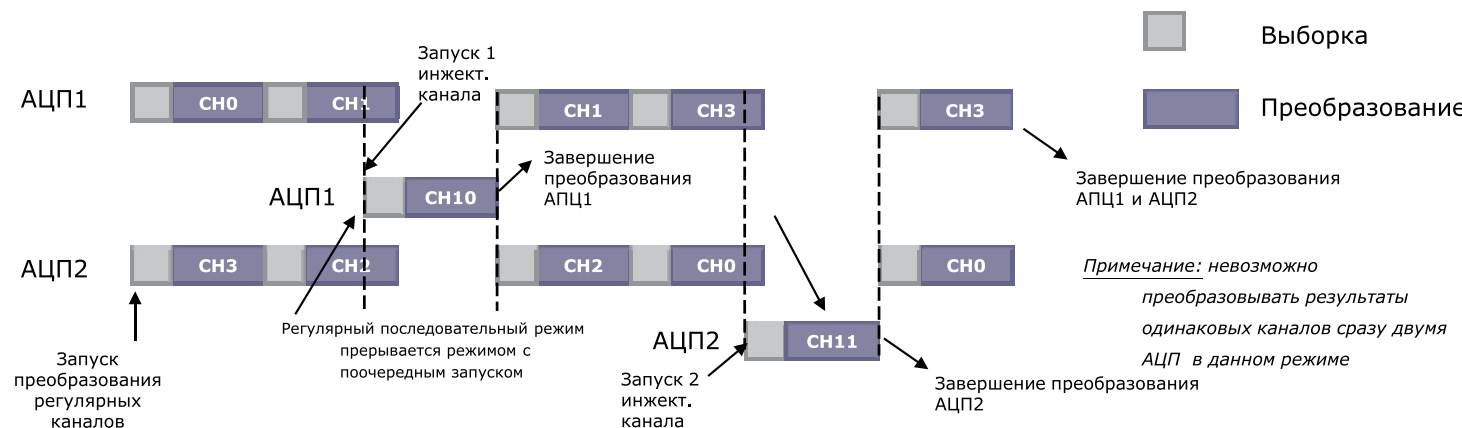 Выборка
Преобразование
Запуск 1
инжект.
канала
АЦП1
CH0
CH1
CH1
CH3
CH3
АЦП1
CH10
Завершение
преобразования
АПЦ1
Завершение преобразования
АПЦ1 и АЦП2
АЦП2
CH3
CH2
CH2
CH0
CH0
Примечание: невозможно
преобразовывать результаты
одинаковых каналов сразу двумя
АЦП в данном режиме
Запуск
преобразования
регулярных
каналов
Регулярный последовательный режим
прерывается режимом с
поочередным запуском
АЦП2
CH11
Запуск 2
инжект.
канала
Завершение преобразования
АЦП2